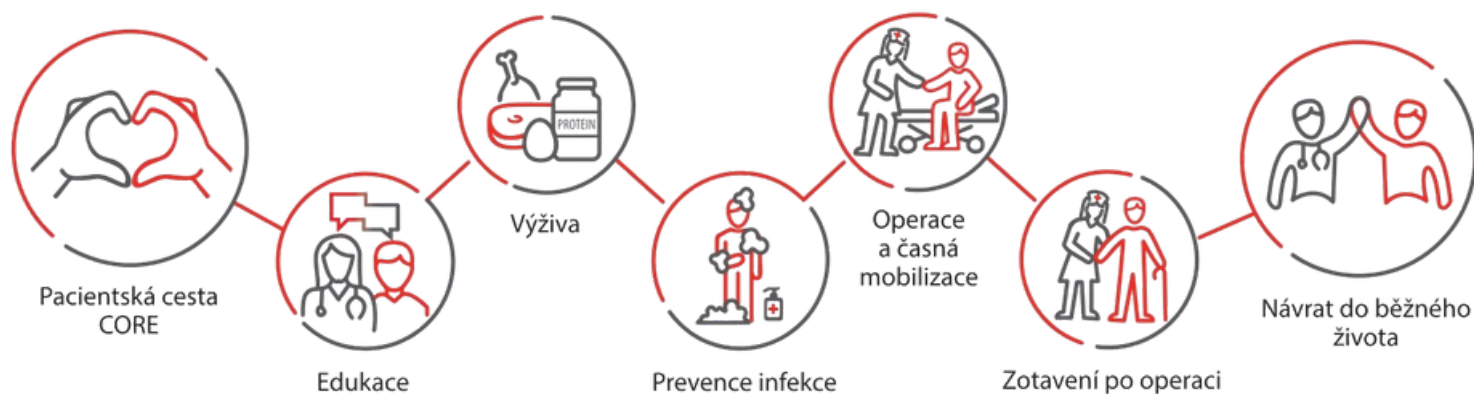 Pacientská cesta
CORE
Edukace
PROTEIN
Výživa
Prevence infekce
Operace
a časná
mobilizace
Zotavení po operaci
Návrat do běžného
života